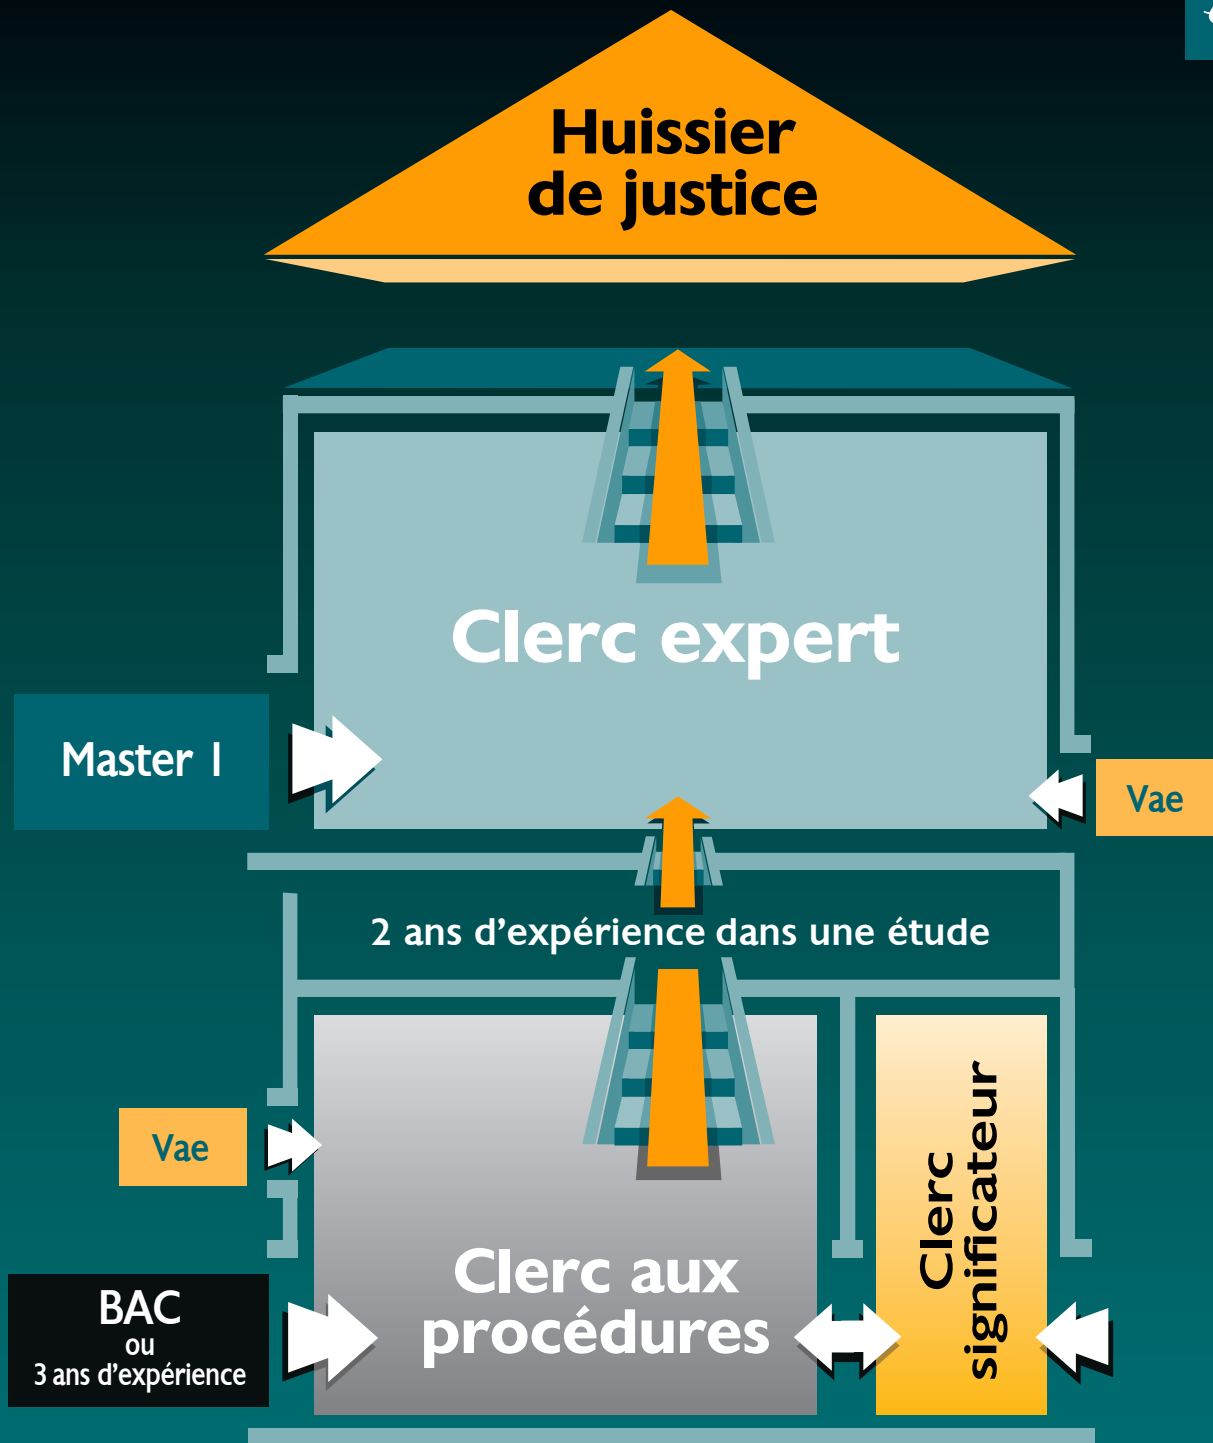 Huissier
de justice
Clerc expert
Master 1
Vae
2 ans d'expérience dans une étude
Vae
Clerc aux
procédures
Clerc
significateur
BAC
ou
3 ans d'expérience